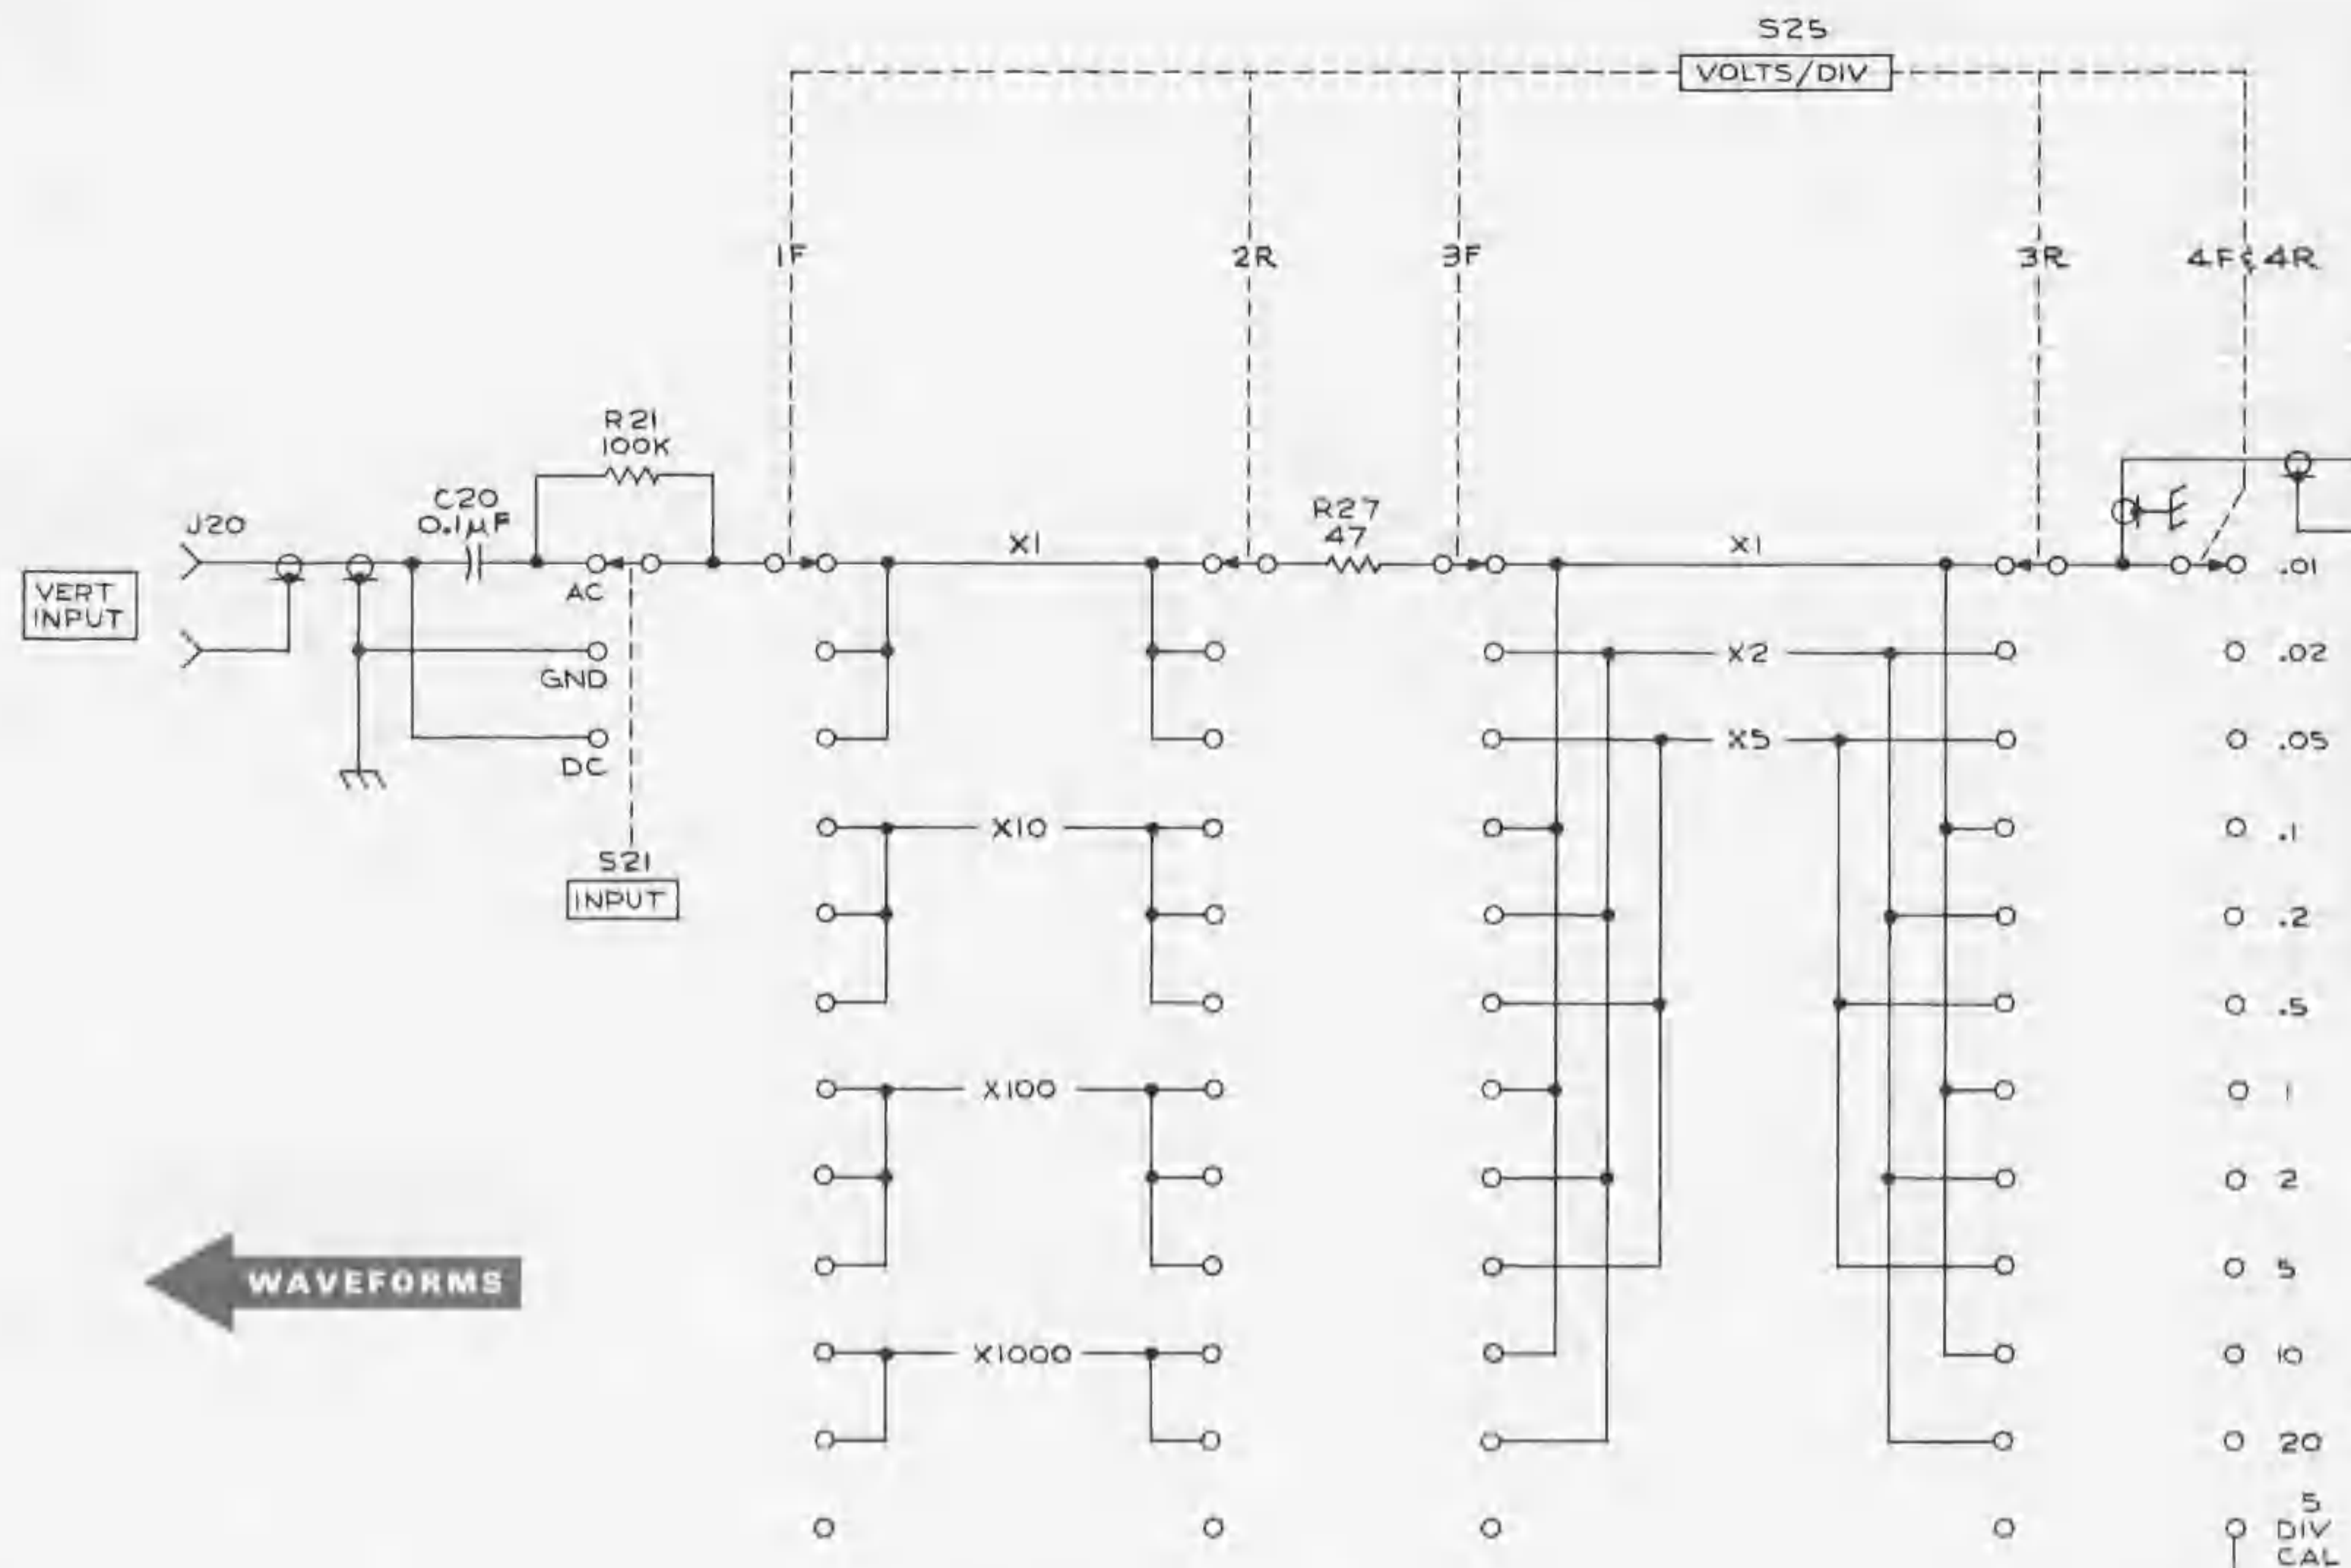 S25
VOLTS/DIV
1F
2R
3F
3R
4F & 4R
R21
100K
C20
0.1µF
J20
VERT
INPUT
AC
GND
DC
S21
INPUT
X1
X10
X100
X1000
R27
47
X1
X2
X5
.01
.02
.05
.1
.2
.5
1
2
5
10
20
5
DIV
CAL
WAVEFORMS